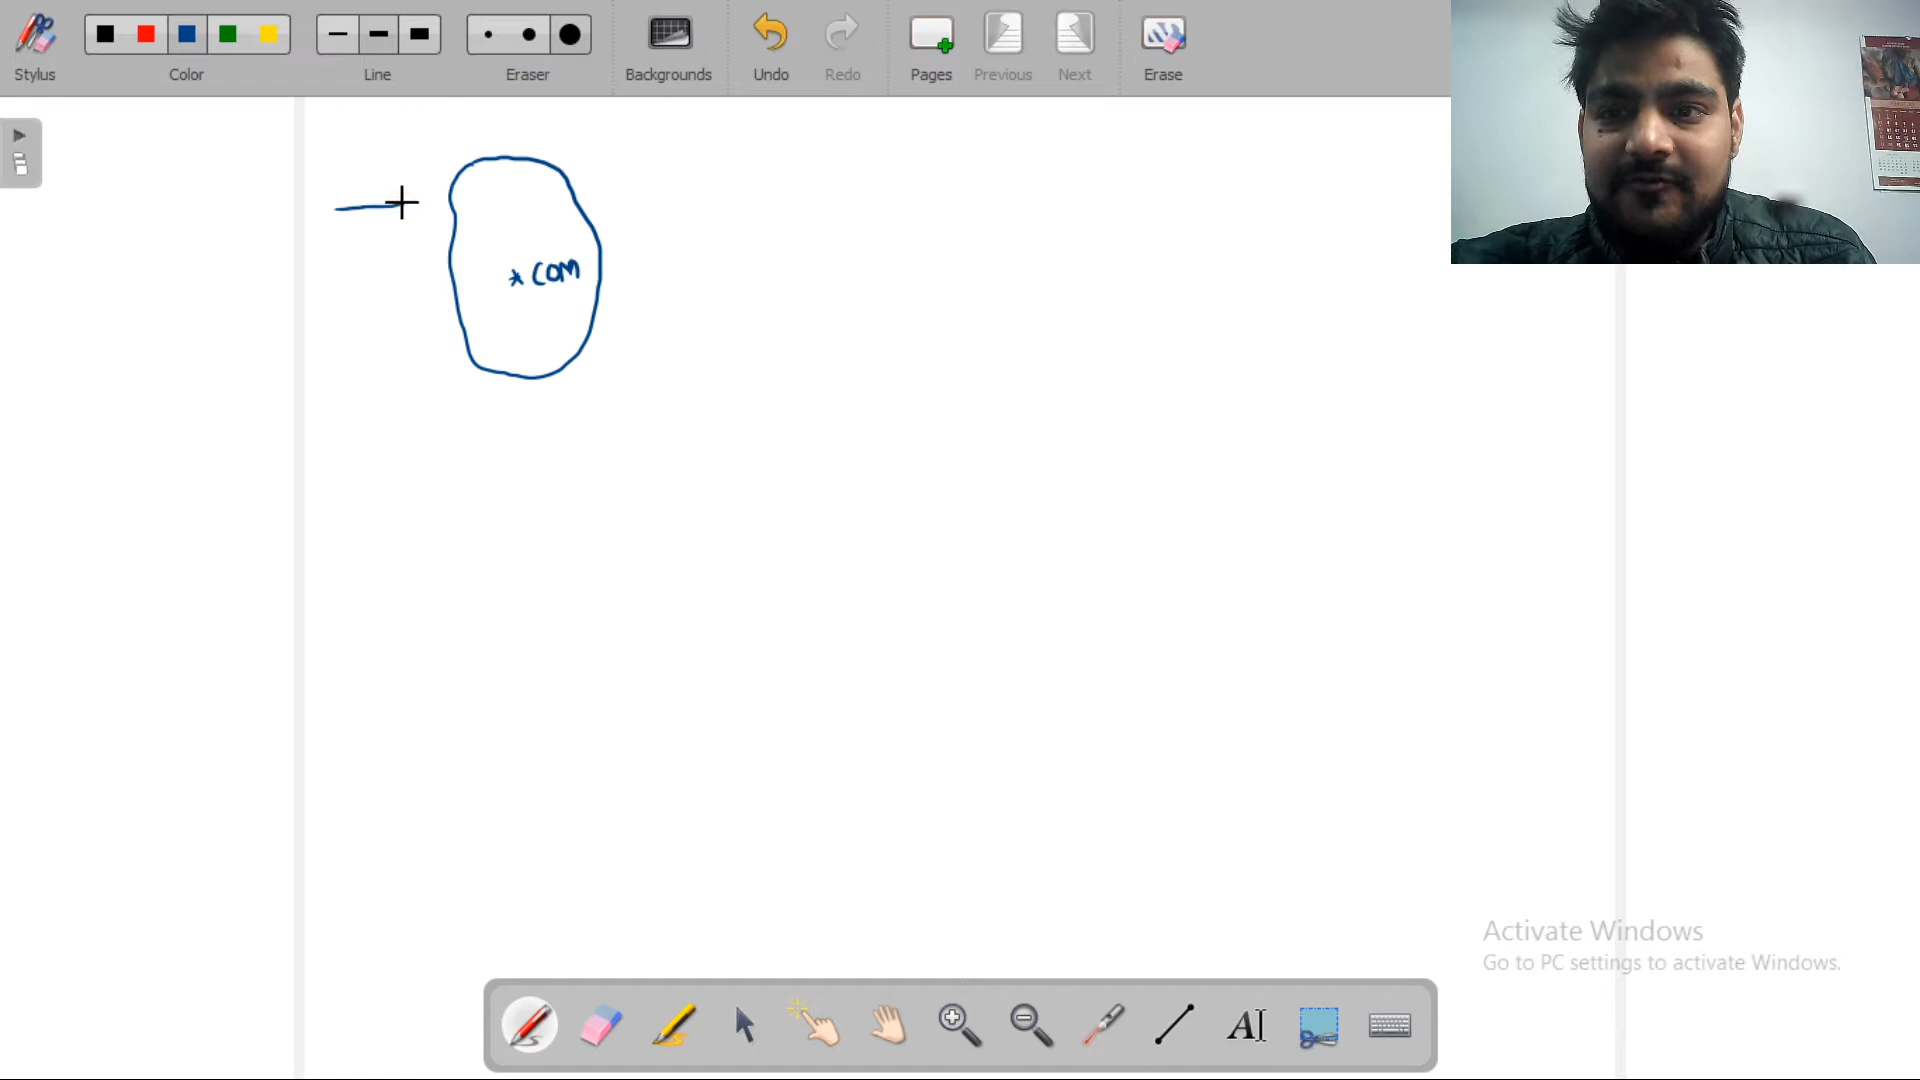 Stylus
Color
Line
Eraser
Backgrounds
Undo
Redo
Pages
Previous
Next
Erase
* COM
Activate Windows
Go to PC settings to activate Windows.
A